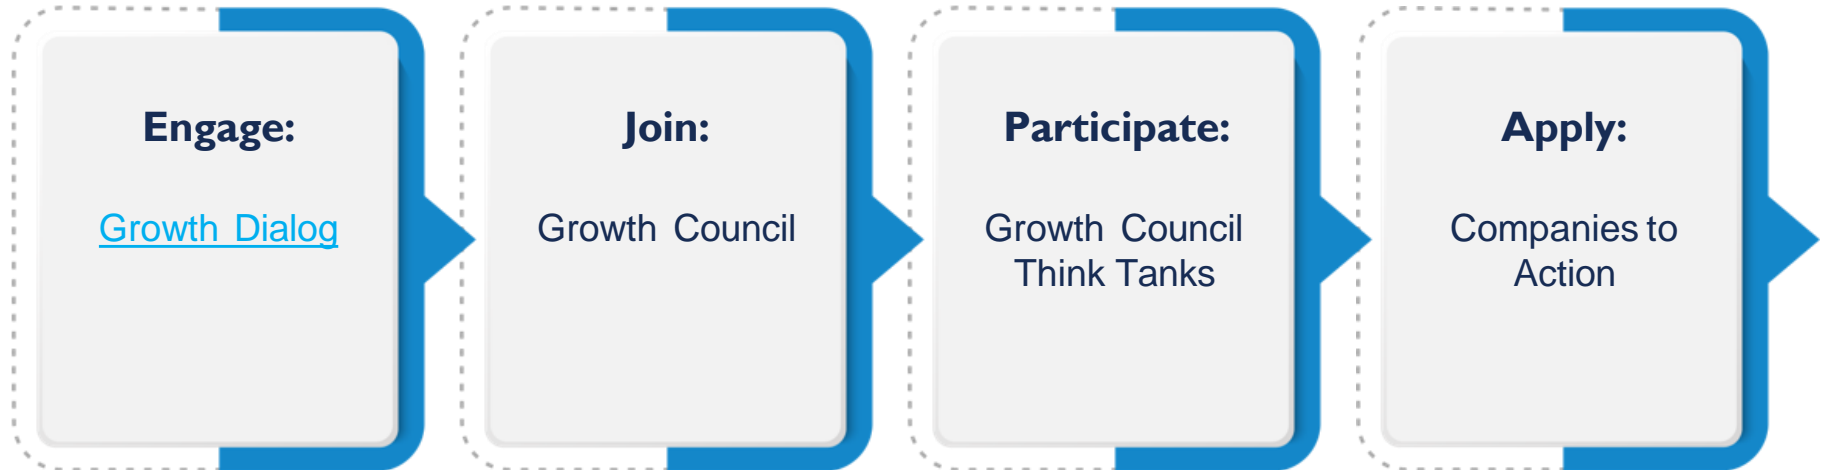 Engage:
Growth Dialog
Join:
Growth Council
Participate:
Growth Council
Think Tanks
Apply:
Companies to
Action